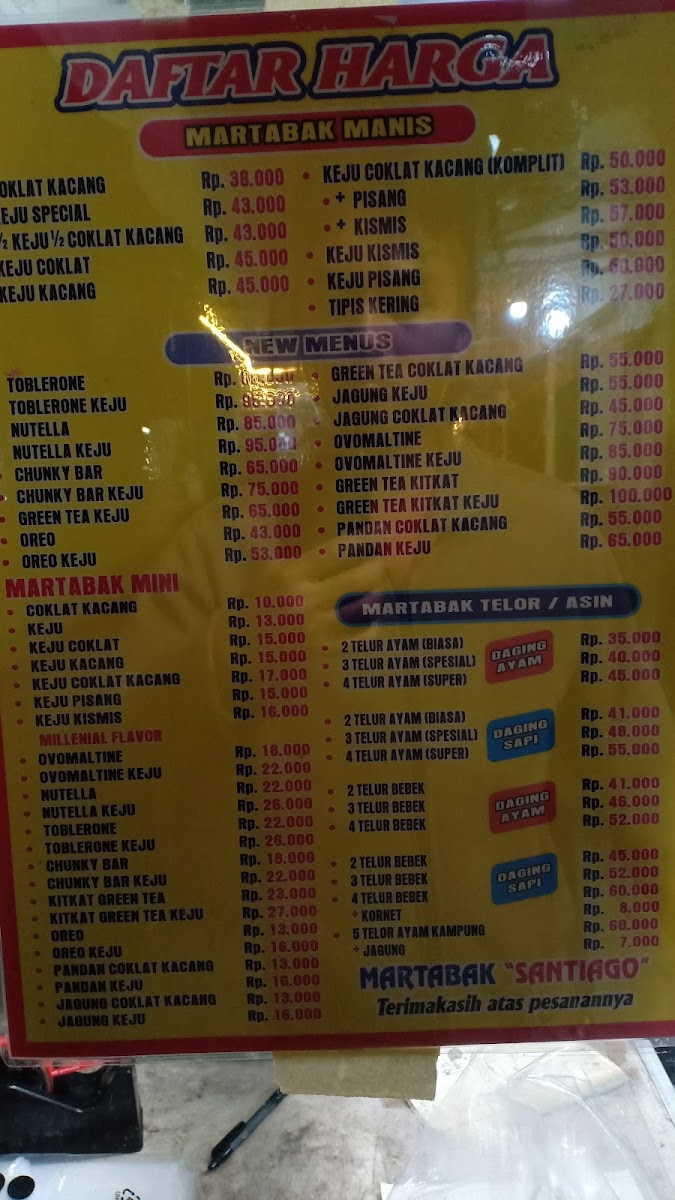 DAFTAR HARGA
MARTABAK MANIS
OKLAT KACANG Rp. 38.000
EJU SPECIAL Rp. 43.000
½ KEJU ½ COKLAT KACANG Rp. 43.000
KEJU COKLAT Rp. 45.000
KEJU KACANG Rp. 45.000
• KEJU COKLAT KACANG (KOMPLIT) Rp. 50.000
• + PISANG Rp. 53.000
• + KISMIS Rp. 57.000
• KEJU KISMIS Rp. 50.000
• KEJU PISANG Rp. 50.000
• TIPIS KERING Rp. 27.000
NEW MENUS
TOBLERONE Rp.
TOBLERONE KEJU Rp.
NUTELLA Rp. 85.000
NUTELLA KEJU Rp. 95.000
• CHUNKY BAR Rp. 65.000
• CHUNKY BAR KEJU Rp. 75.000
• GREEN TEA KEJU Rp. 65.000
• OREO Rp. 43.000
• OREO KEJU Rp. 53.000
• GREEN TEA COKLAT KACANG Rp. 55.000
• JAGUNG KEJU Rp. 55.000
• JAGUNG COKLAT KACANG Rp. 45.000
• OVOMALTINE Rp. 75.000
• OVOMALTINE KEJU Rp. 85.000
• GREEN TEA KITKAT Rp. 90.000
• GREEN TEA KITKAT KEJU Rp. 100.000
• PANDAN COKLAT KACANG Rp. 55.000
• PANDAN KEJU Rp. 65.000
MARTABAK MINI
• COKLAT KACANG Rp. 10.000
• KEJU Rp. 13.000
• KEJU COKLAT Rp. 15.000
• KEJU KACANG Rp. 15.000
• KEJU COKLAT KACANG Rp. 17.000
• KEJU PISANG Rp. 15.000
• KEJU KISMIS Rp. 16.000
MILLENIAL FLAVOR
• OVOMALTINE Rp. 18.000
• OVOMALTINE KEJU Rp. 22.000
• NUTELLA Rp. 22.000
• NUTELLA KEJU Rp. 26.000
• TOBLERONE Rp. 22.000
• TOBLERONE KEJU Rp. 26.000
• CHUNKY BAR Rp. 18.000
• CHUNKY BAR KEJU Rp. 22.000
• KITKAT GREEN TEA Rp. 23.000
• KITKAT GREEN TEA KEJU Rp. 27.000
• OREO Rp. 13.000
• OREO KEJU Rp. 16.000
• PANDAN COKLAT KACANG Rp. 13.000
• PANDAN KEJU Rp. 16.000
• JAGUNG COKLAT KACANG Rp. 13.000
• JAGUNG KEJU Rp. 16.000
MARTABAK TELOR / ASIN
• 2 TELUR AYAM (BIASA) Rp. 35.000
• 3 TELUR AYAM (SPESIAL) Rp. 40.000
• 4 TELUR AYAM (SUPER) Rp. 45.000
DAGING AYAM
• 2 TELUR AYAM (BIASA) Rp. 41.000
• 3 TELUR AYAM (SPESIAL) Rp. 48.000
• 4 TELUR AYAM (SUPER) Rp. 55.000
DAGING SAPI
• 2 TELUR BEBEK Rp. 41.000
• 3 TELUR BEBEK Rp. 46.000
• 4 TELUR BEBEK Rp. 52.000
DAGING AYAM
• 2 TELUR BEBEK Rp. 45.000
• 3 TELUR BEBEK Rp. 52.000
• 4 TELUR BEBEK Rp. 60.000
DAGING SAPI
+ KORNET Rp. 8.000
• 5 TELOR AYAM KAMPUNG Rp. 60.000
+ JAGUNG Rp. 7.000
MARTABAK "SANTIAGO"
Terimakasih atas pesanannya